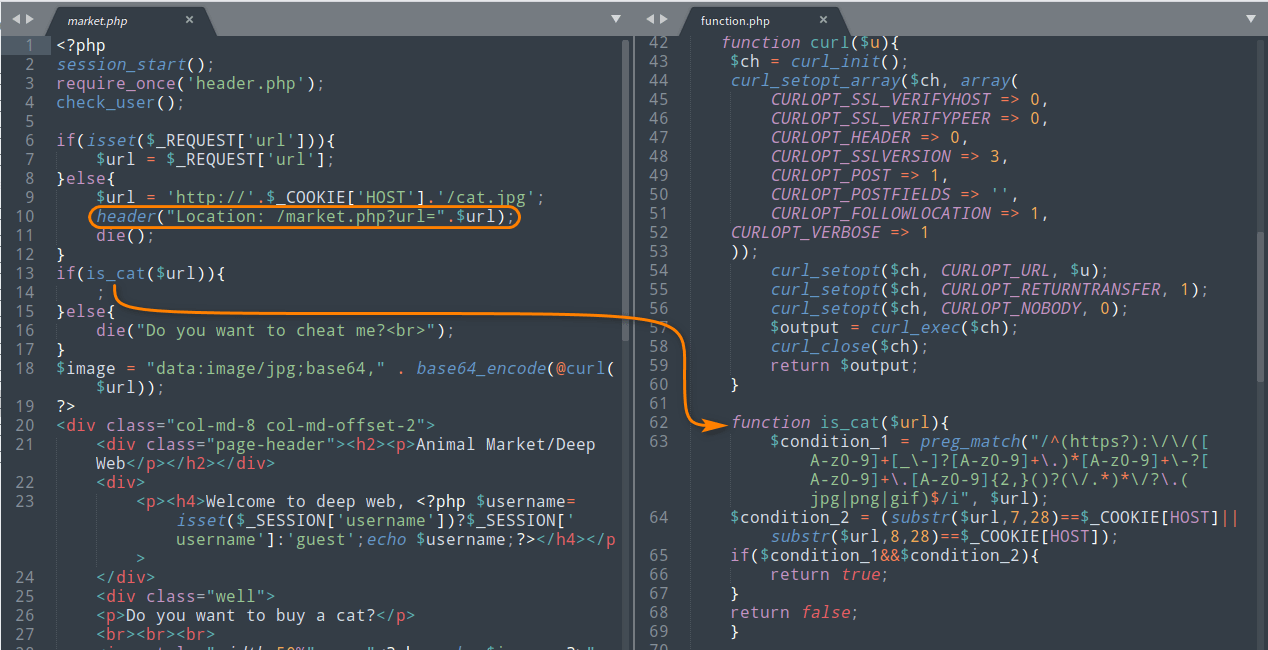 market.php
1 <?php
2 session_start();
3 require_once('header.php');
4 check_user();
5
6 if(isset($_REQUEST['url'])){
7 $url = $_REQUEST['url'];
8 }else{
9 $url = 'http://'.$_COOKIE['HOST'].'/cat.jpg';
10 header("Location: /market.php?url=".$url);
11 die();
12 }
13 if(is_cat($url)){
14 ;
15 }else{
16 die("Do you want to cheat me?<br>");
17 }
18 $image = "data:image/jpg;base64," . base64_encode(@curl(
$url));
19 ?>
20 <div class="col-md-8 col-md-offset-2">
21 <div class="page-header"><h2><p>Animal Market/Deep
Web</p></h2></div>
22 <div>
23 <p><h4>Welcome to deep web, <?php $username=
isset($_SESSION['username'])?$_SESSION['
username']:'guest';echo $username;?></h4></p
>
24 </div>
25 <div class="well">
26 <p>Do you want to buy a cat?</p>
27 <br><br><br>
function.php
42 function curl($u){
43 $ch = curl_init();
44 curl_setopt_array($ch, array(
45 CURLOPT_SSL_VERIFYHOST => 0,
46 CURLOPT_SSL_VERIFYPEER => 0,
47 CURLOPT_HEADER => 0,
48 CURLOPT_SSLVERSION => 3,
49 CURLOPT_POST => 1,
50 CURLOPT_POSTFIELDS => '',
51 CURLOPT_FOLLOWLOCATION => 1,
52 CURLOPT_VERBOSE => 1
53 ));
54 curl_setopt($ch, CURLOPT_URL, $u);
55 curl_setopt($ch, CURLOPT_RETURNTRANSFER, 1);
56 curl_setopt($ch, CURLOPT_NOBODY, 0);
57 $output = curl_exec($ch);
58 curl_close($ch);
59 return $output;
60 }
61
62 function is_cat($url){
63 $condition_1 = preg_match("/^(https?):\/\/([
A-z0-9]+[_\-]?[A-z0-9]+\.)*[A-z0-9]+\-?[
A-z0-9]+\.[A-z0-9]{2,}()?(\/.*)*\/?\.(
jpg|png|gif)$/i", $url);
64 $condition_2 = (substr($url,7,28)==$_COOKIE[HOST]||
substr($url,8,28)==$_COOKIE[HOST]);
65 if($condition_1&&$condition_2){
66 return true;
67 }
68 return false;
69 }